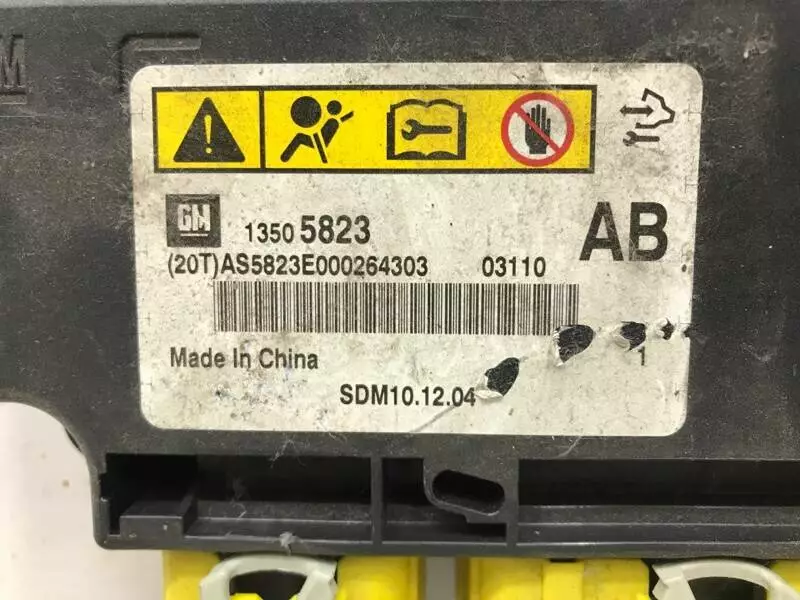 M
GM 1350 5823 AB
(20T)AS5823E000264303 03110
Made In China 1
SDM10.12.04